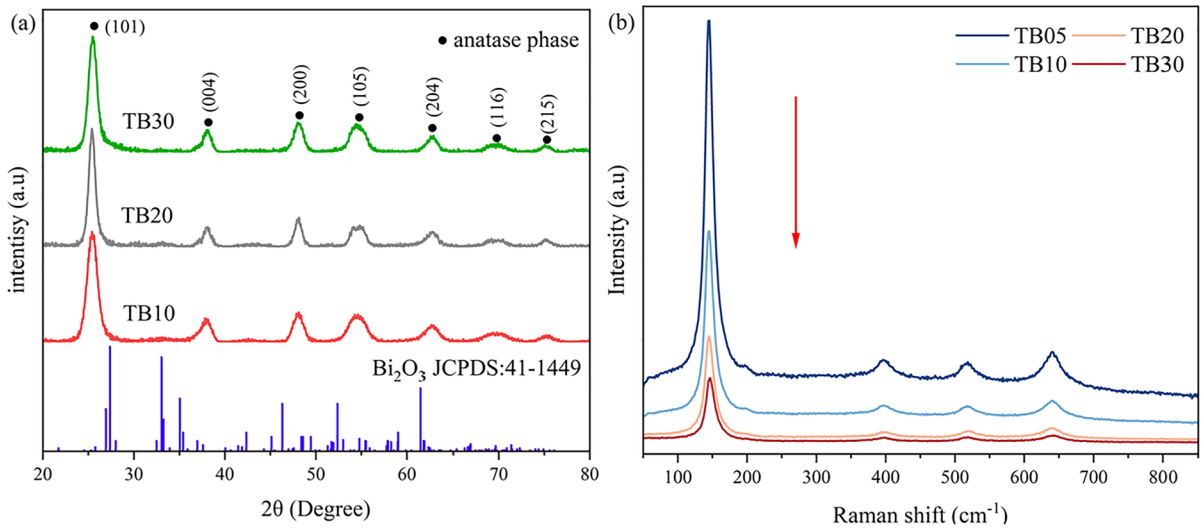 (a)
(101)
● anatase phase
(004)
(200)
(105)
(204)
(116)
(215)
TB30
TB20
TB10
Bi₂O₃ JCPDS:41-1449
intentisy (a.u)
20 30 40 50 60 70 80
2θ (Degree)
(b)
TB05 TB20
TB10 TB30
Intensity (a.u)
100 200 300 400 500 600 700 800
Raman shift (cm⁻¹)